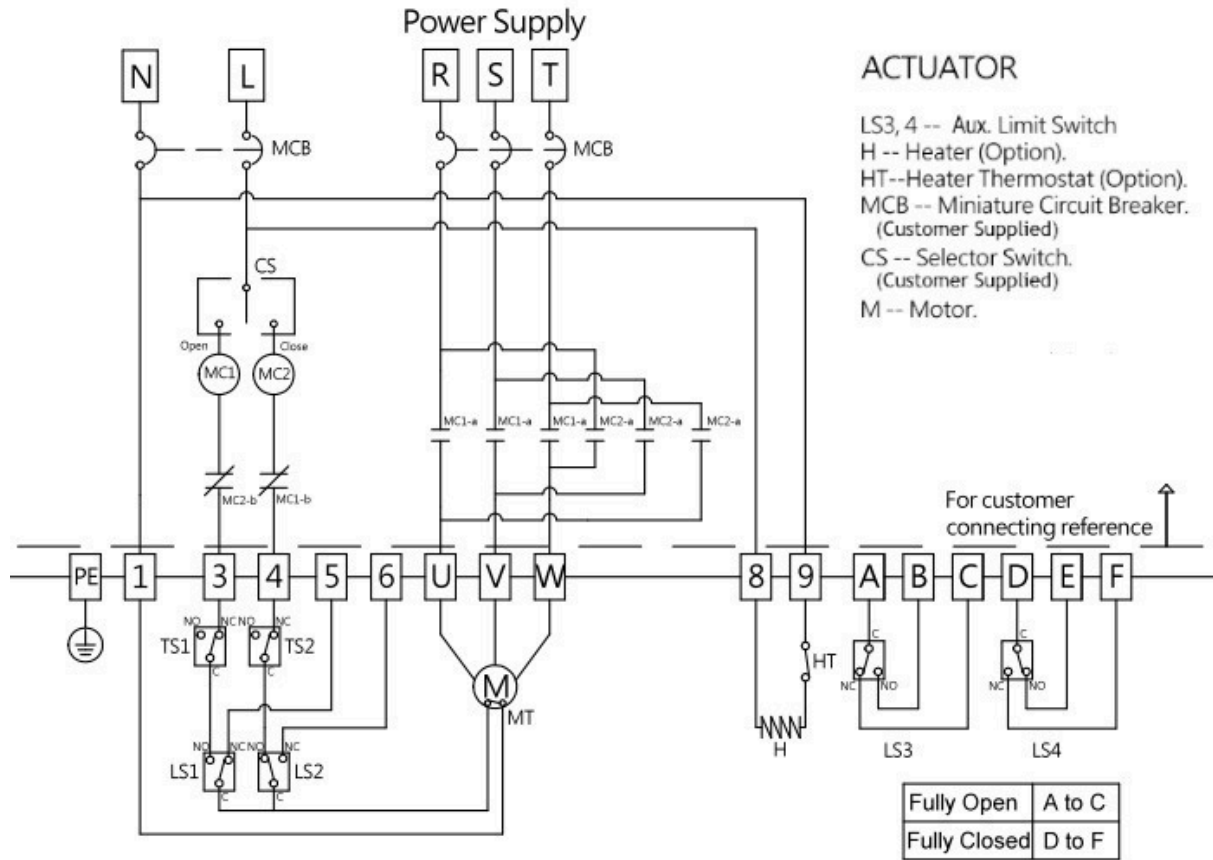 Power Supply
N L R S T
MCB MCB
ACTUATOR
LS3, 4 -- Aux. Limit Switch
H -- Heater (Option).
HT--Heater Thermostat (Option).
MCB -- Miniature Circuit Breaker.
(Customer Supplied)
CS -- Selector Switch.
(Customer Supplied)
M -- Motor.
CS
Open Close
MC1 MC2
MC1-a MC1-a MC1-a MC2-a MC2-a MC2-a
MC2-b MC1-b
For customer
connecting reference
PE 1 3 4 5 6 U V W 8 9 A B C D E F
NO NC NO NC
TS1 TS2
C C
M
MT
HT
H
C C
NC NO NC NO
LS3 LS4
NO NC NO NC
LS1 LS2
C C
Fully Open A to C
Fully Closed D to F